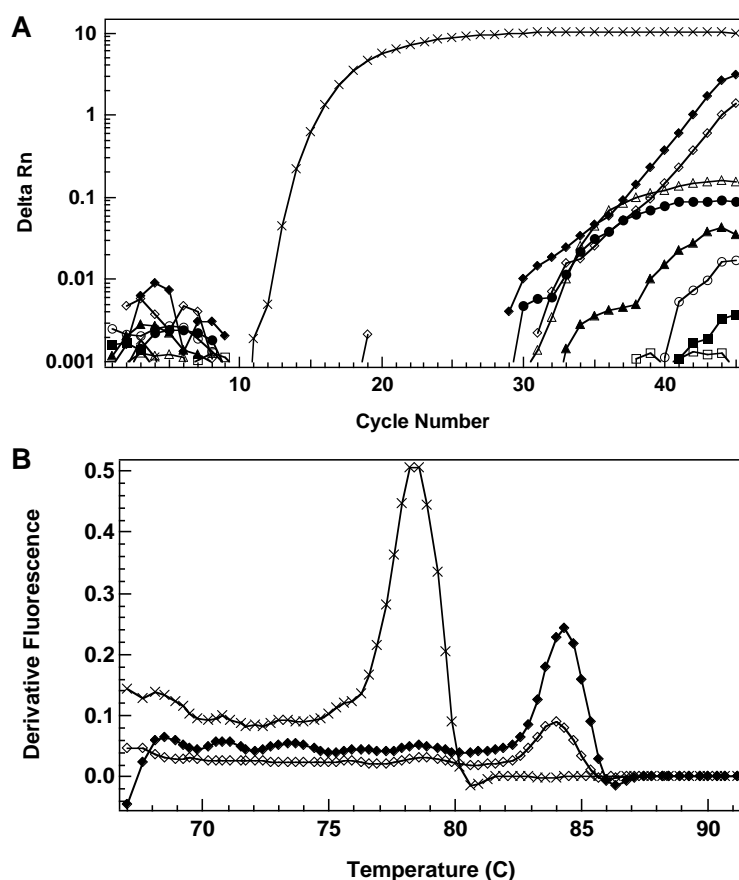 A
10
1
0.1
0.01
0.001
Delta Rn
10 20 30 40
Cycle Number
B
0.5
0.4
0.3
0.2
0.1
0.0
Derivative Fluorescence
70 75 80 85 90
Temperature (C)